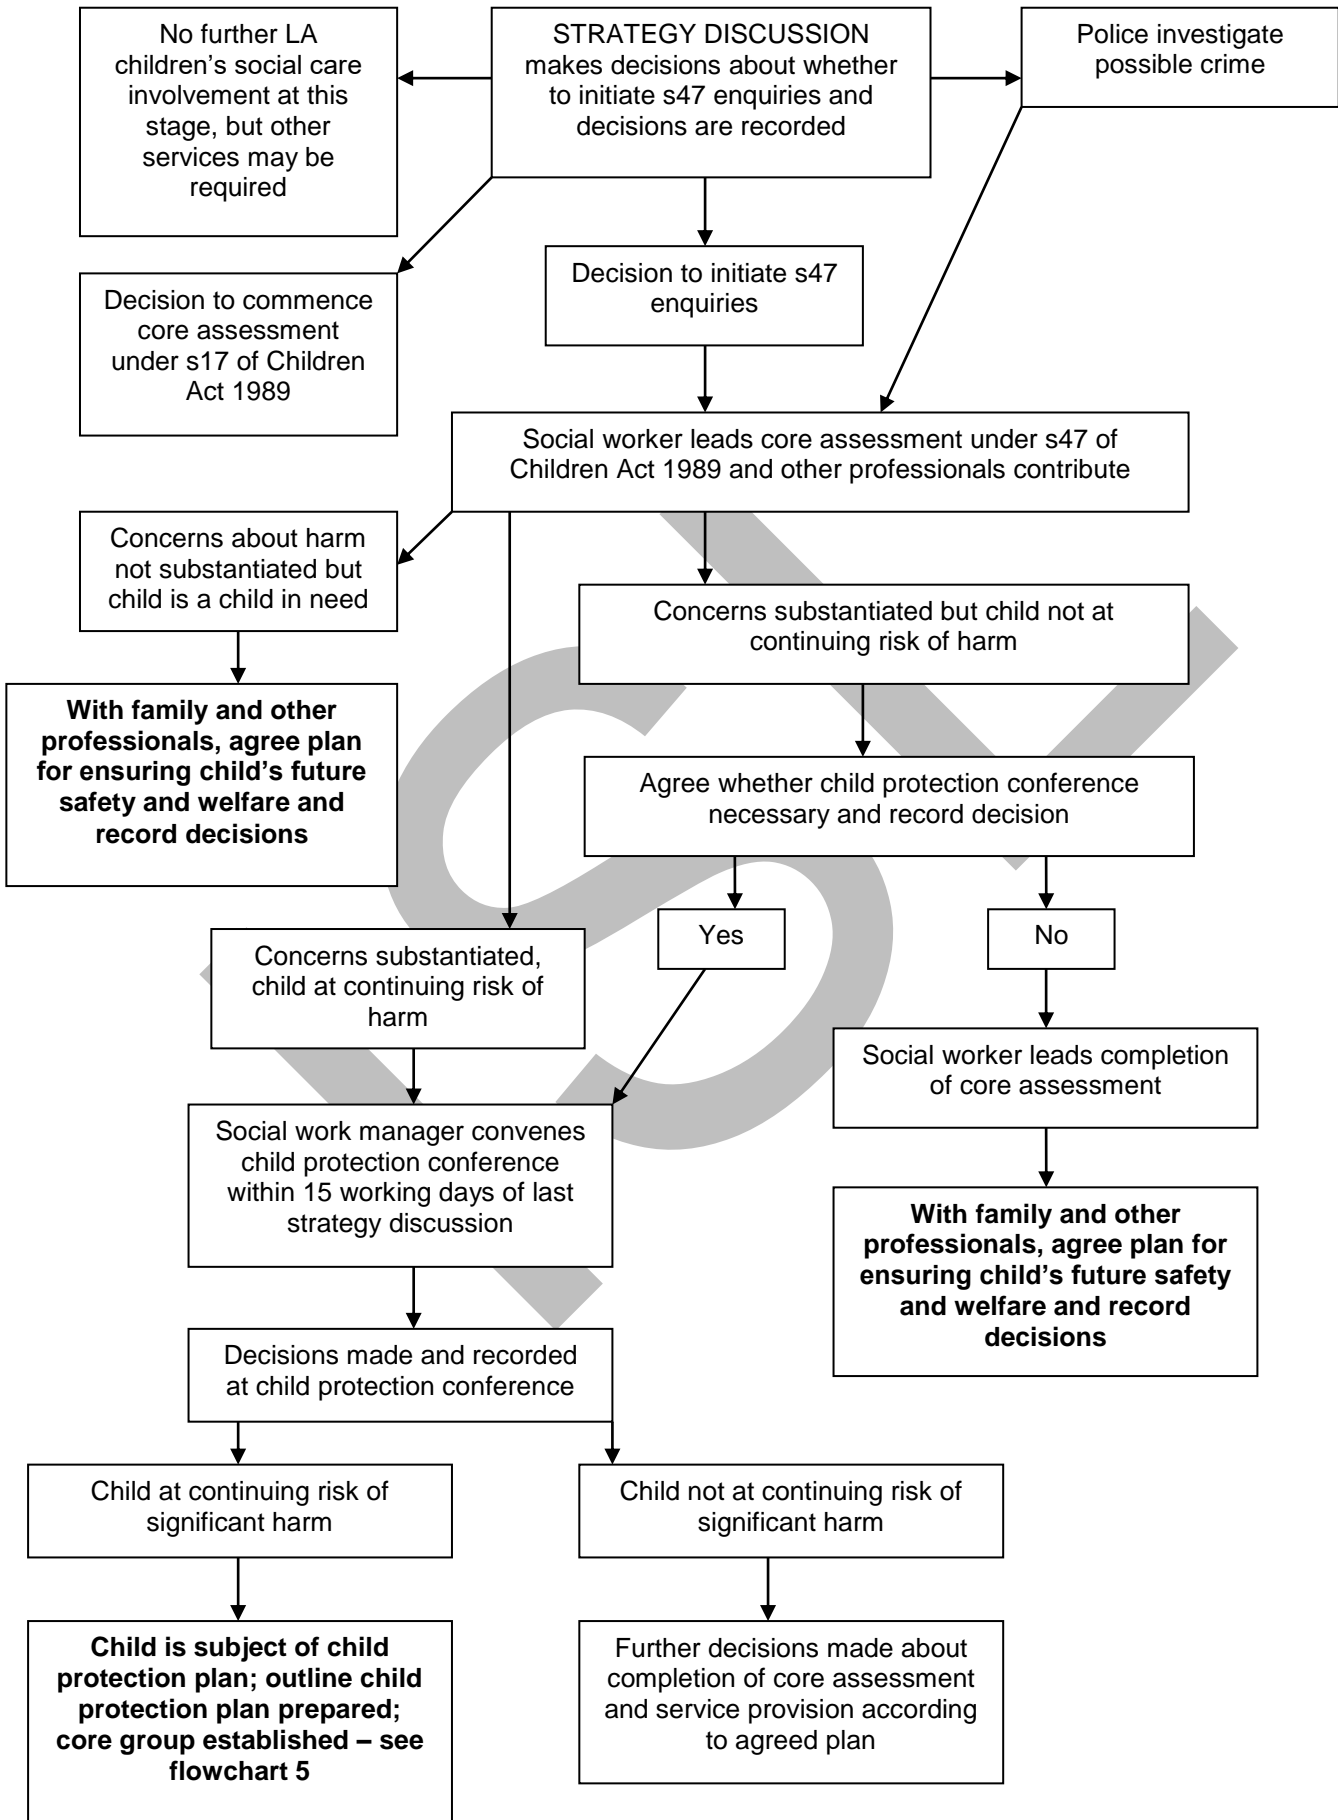 No further LA
children's social care
involvement at this
stage, but other
services may be
required
STRATEGY DISCUSSION
makes decisions about whether
to initiate s47 enquiries and
decisions are recorded
Police investigate
possible crime
Decision to initiate s47
enquiries
Decision to commence
core assessment
under s17 of Children
Act 1989
Social worker leads core assessment under s47 of
Children Act 1989 and other professionals contribute
Concerns about harm
not substantiated but
child is a child in need
Concerns substantiated but child not at
continuing risk of harm
With family and other
professionals, agree plan
for ensuring child's future
safety and welfare and
record decisions
Agree whether child protection conference
necessary and record decision
Yes
No
Concerns substantiated,
child at continuing risk of
harm
Social worker leads completion
of core assessment
Social work manager convenes
child protection conference
within 15 working days of last
strategy discussion
With family and other
professionals, agree plan for
ensuring child's future safety
and welfare and record
decisions
Decisions made and recorded
at child protection conference
Child at continuing risk of
significant harm
Child not at continuing risk of
significant harm
Child is subject of child
protection plan; outline child
protection plan prepared;
core group established – see
flowchart 5
Further decisions made about
completion of core assessment
and service provision according
to agreed plan